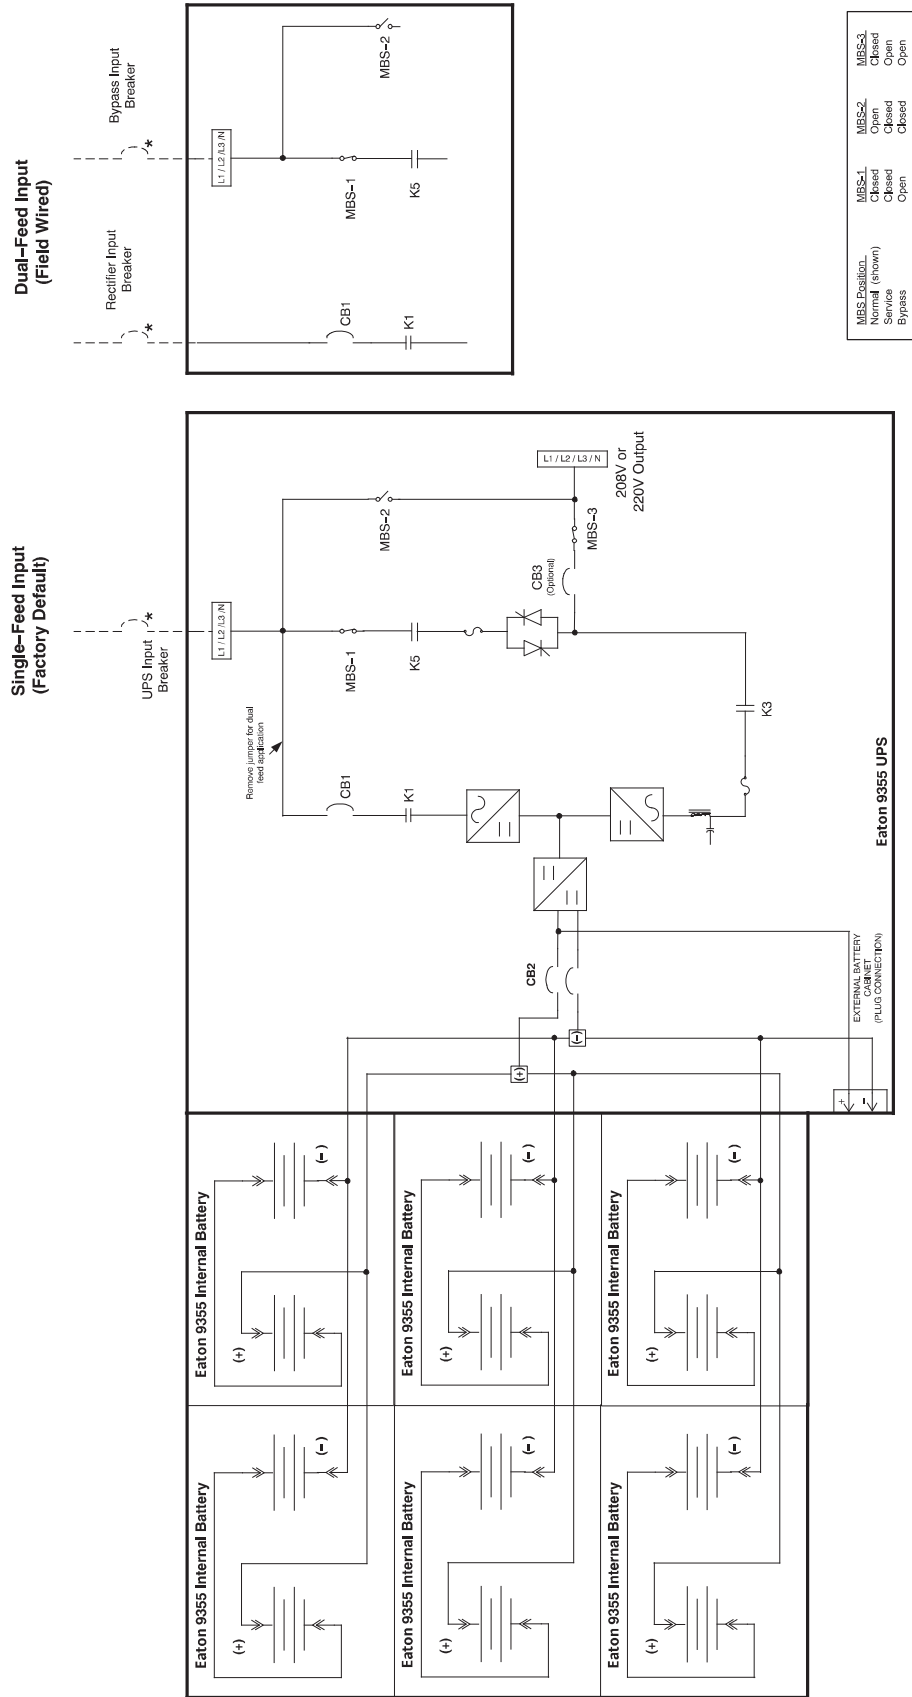 Dual–Feed Input
(Field Wired)
Rectifier Input
Breaker
Bypass Input
Breaker
*
*
L1 / L2 /L3 /N
MBS–2
MBS–1
K5
CB1
K1
MBS Position
MBS–1
MBS–2
MBS–3
Normal (shown)
Closed
Open
Closed
Service
Closed
Closed
Open
Bypass
Open
Closed
Open
Single–Feed Input
(Factory Default)
UPS Input
Breaker
*
L1 / L2 /L3 /N
Remove jumper for dual
feed application
CB1
K1
MBS–1
K5
MBS–2
CB3
(Optional)
MBS–3
L1 / L2 / L3 / N
208V or
220V Output
K3
CB2
(+)
(–)
EXTERNAL BATTERY
CABINET
(PLUG CONNECTION)
+
–
Eaton 9355 UPS
Eaton 9355 Internal Battery
(+)
(–)
Eaton 9355 Internal Battery
(+)
(–)
Eaton 9355 Internal Battery
(+)
(–)
Eaton 9355 Internal Battery
(+)
(–)
Eaton 9355 Internal Battery
(+)
(–)
Eaton 9355 Internal Battery
(+)
(–)